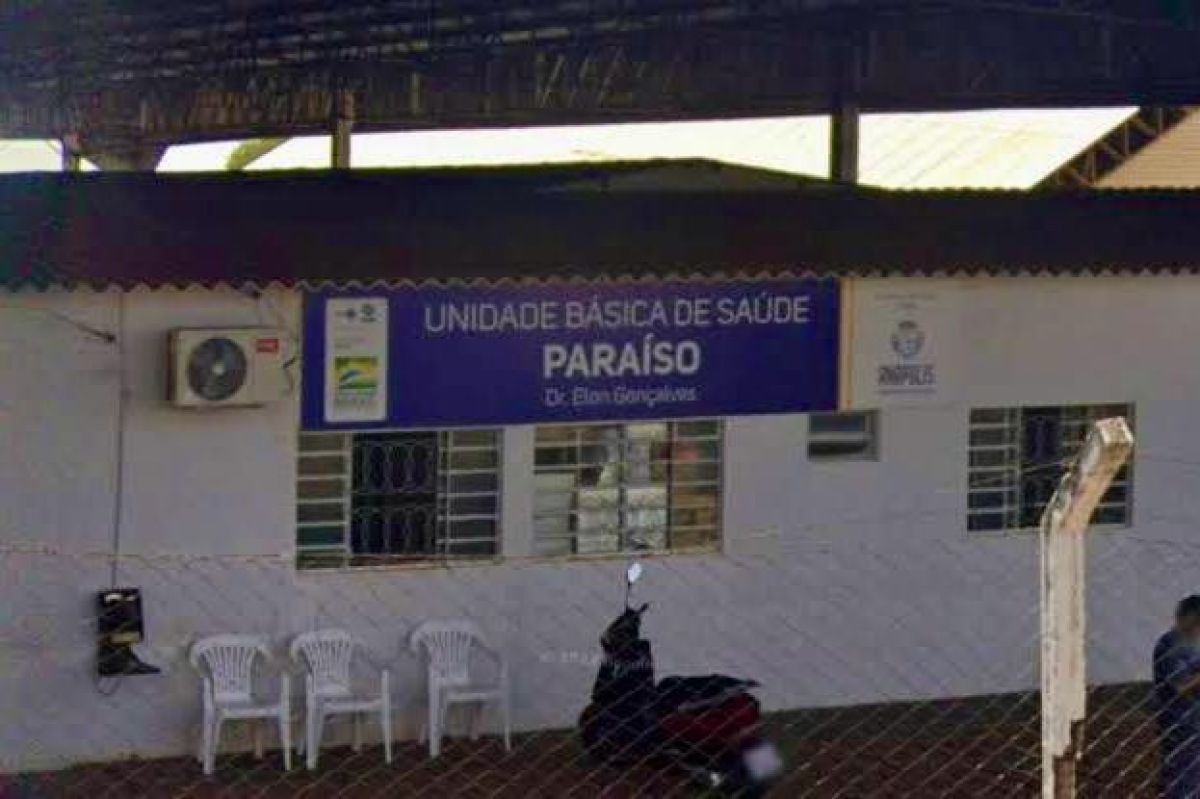 UNIDADE BÁSICA DE SAÚDE
PARAÍSO
Dr. Elon Gonçalves
ANÁPOLIS